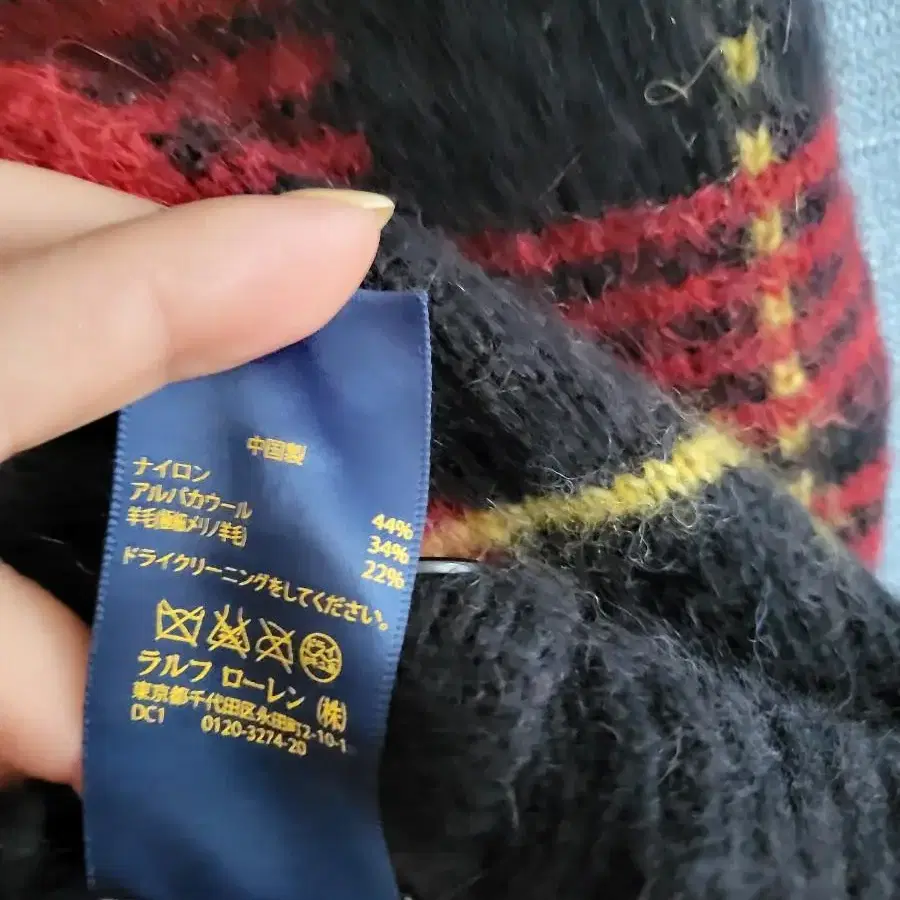 中国製
ナイロン 44%
アルパカウール 34%
羊毛(極細メリノ羊毛) 22%
ドライクリーニングをしてください。
ラルフ ローレン (株)
東京都千代田区永田町2-10-1
DC1 0120-3274-20